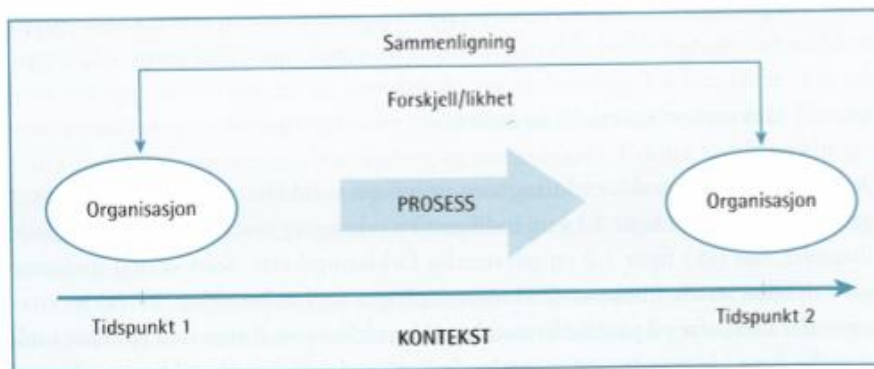 Sammenligning
Forskjell/likhet
Organisasjon
PROSESS
Organisasjon
Tidspunkt 1
Tidspunkt 2
KONTEKST